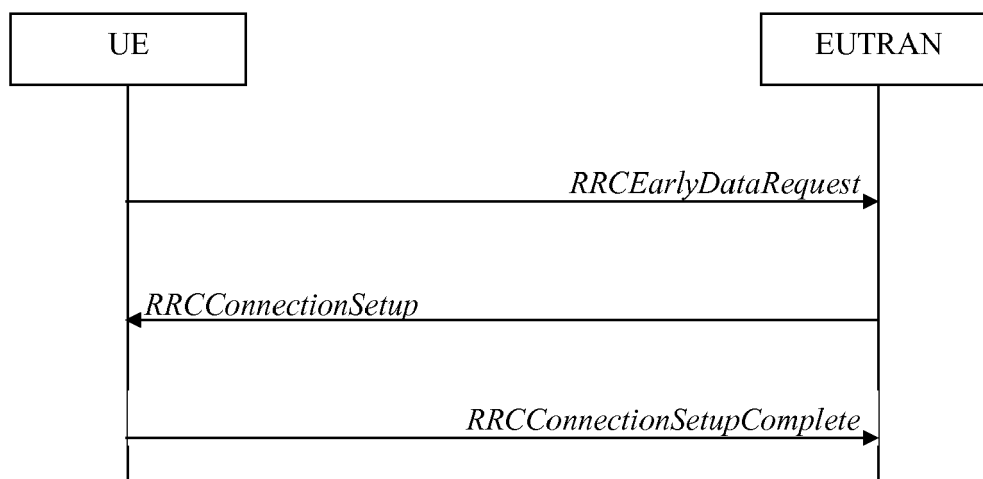 UE
EUTRAN
RRCEarlyDataRequest
RRCConnectionSetup
RRCConnectionSetupComplete